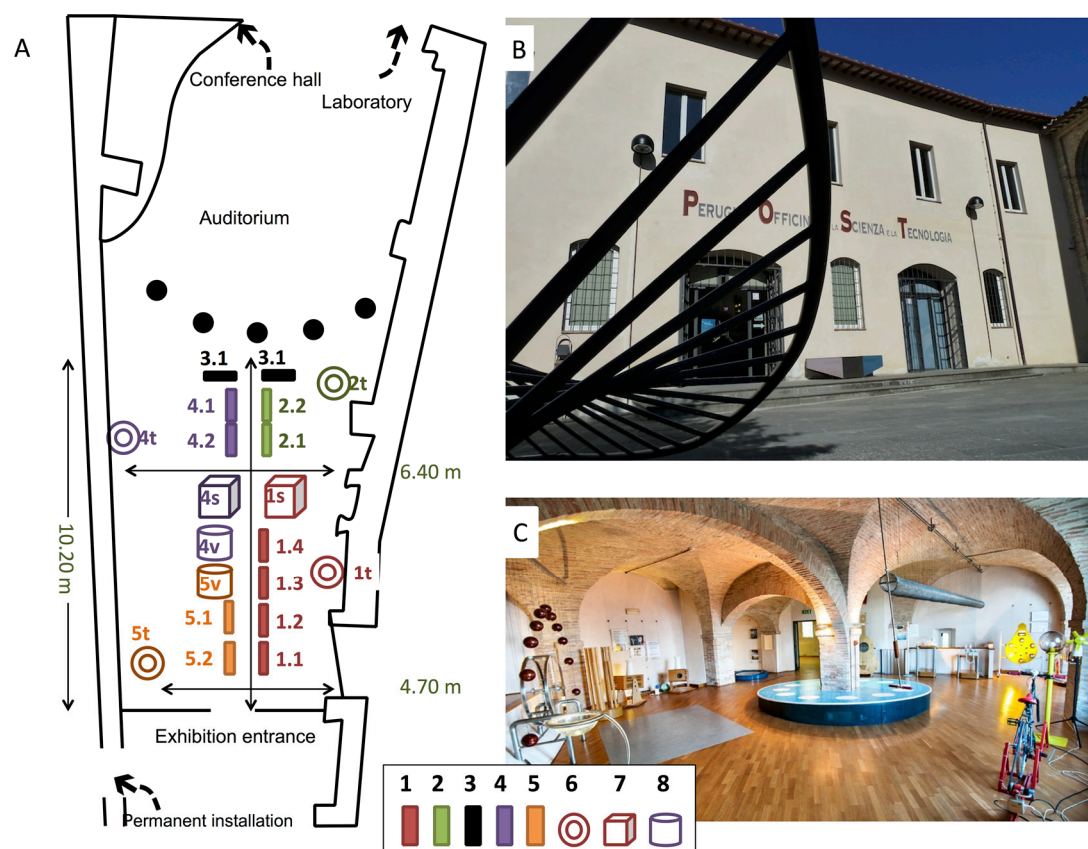 A
Conference hall
Laboratory
Auditorium
3.1 3.1
2t
4.1 2.2
4t 4.2 2.1
6.40 m
4s 1s
10.20 m
4v 1.4
5v 1.3 1t
5.1 1.2
5t
5.2 1.1
4.70 m
Exhibition entrance
Permanent installation
1 2 3 4 5 6 7 8
B
OFFICIN LA SCIENZA E LA TECNOLOGIA
C